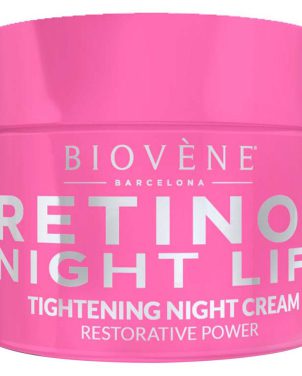 BIOVÈNE®
BARCELONA
RETINO
NIGHT LIF
TIGHTENING NIGHT CREAM
RESTORATIVE POWER